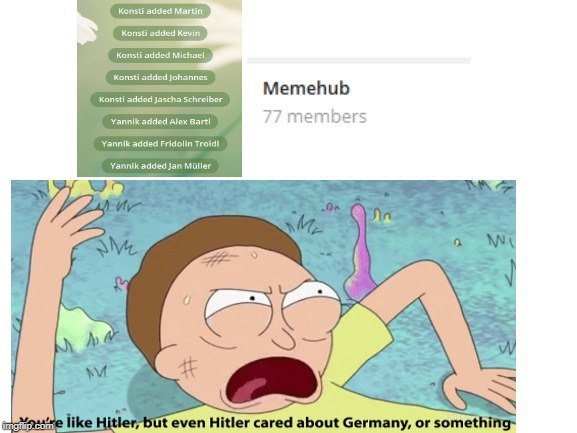 Konsti added Martin
Konsti added Kevin
Konsti added Michael
Konsti added Johannes
Konsti added Jascha Schreiber
Yannik added Alex Bartl
Yannik added Fridolin Troldl
Yannik added Jan Müller
Memehub
77 members
You're like Hitler, but even Hitler cared about Germany, or something
imgflip.com